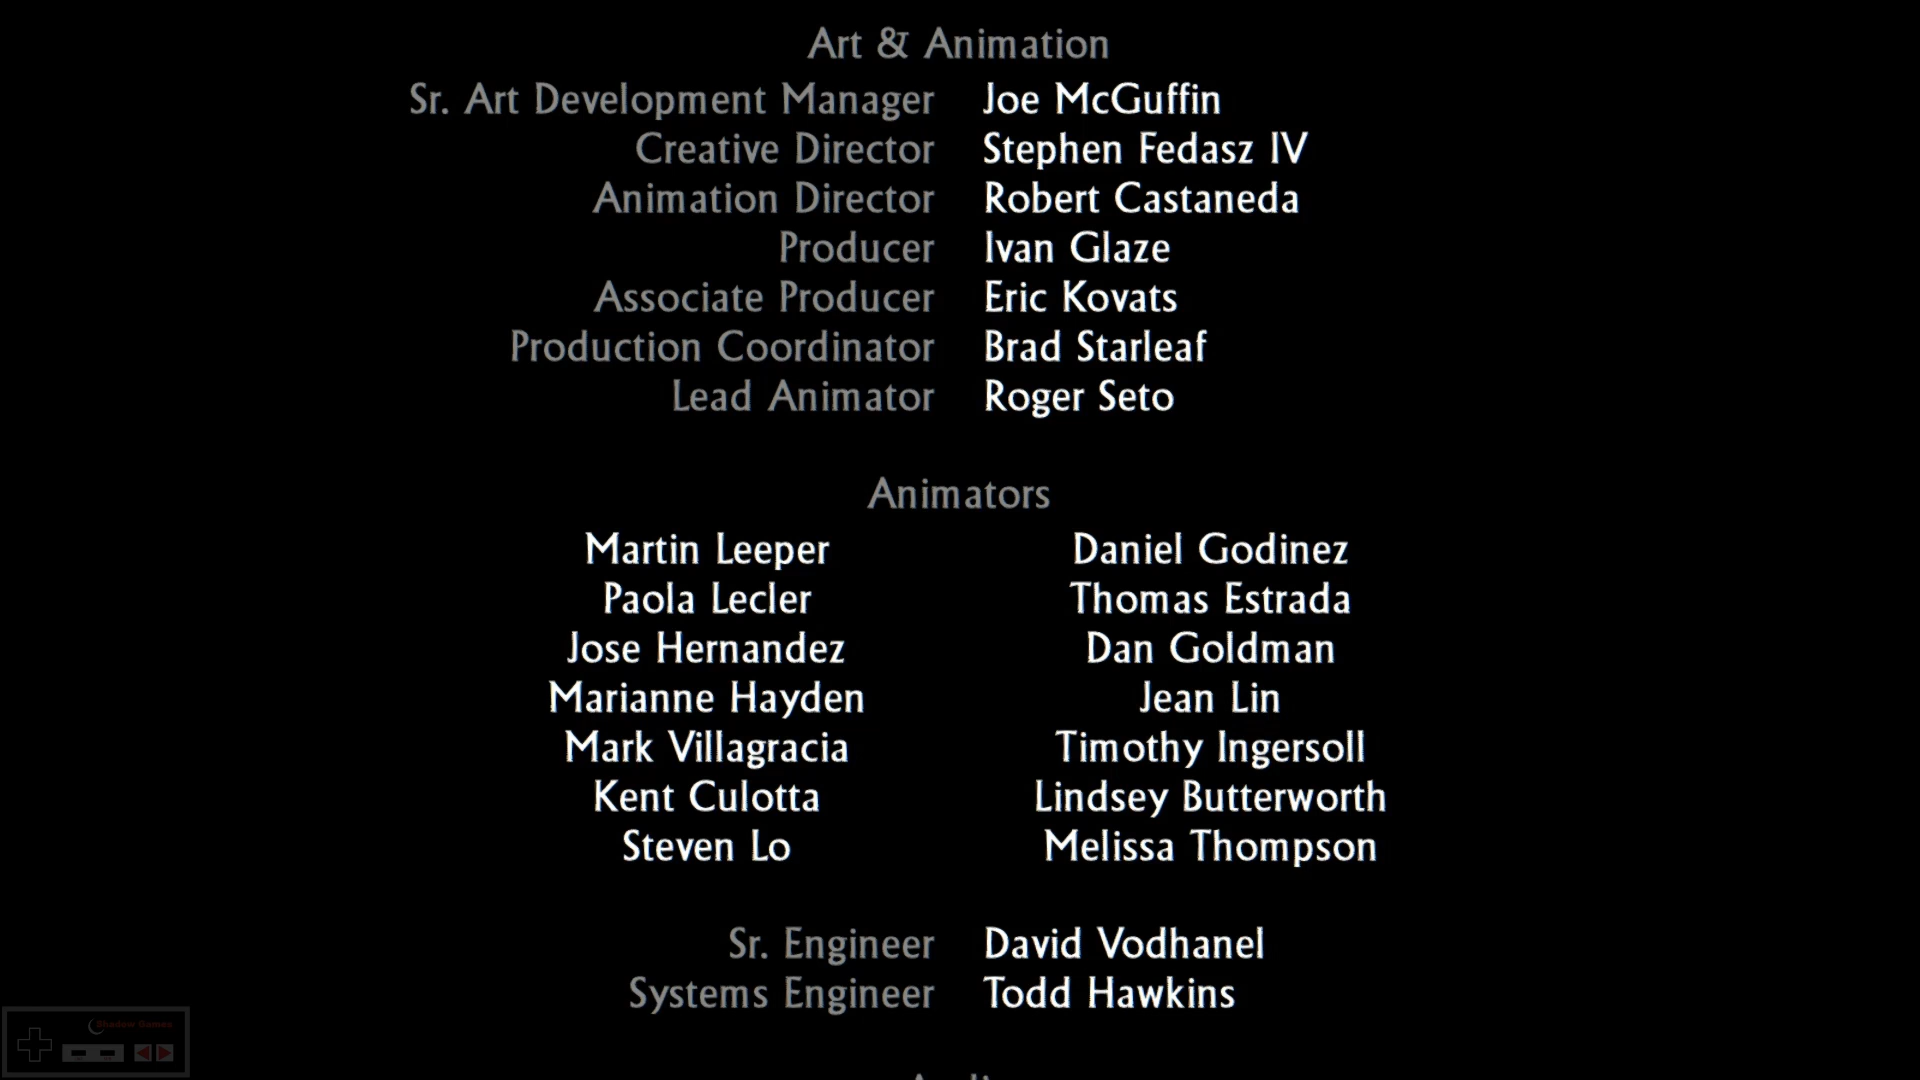 Art & Animation
Sr. Art Development Manager Joe McGuffin
Creative Director Stephen Fedasz IV
Animation Director Robert Castaneda
Producer Ivan Glaze
Associate Producer Eric Kovats
Production Coordinator Brad Starleaf
Lead Animator Roger Seto
Animators
Martin Leeper Daniel Godinez
Paola Lecler Thomas Estrada
Jose Hernandez Dan Goldman
Marianne Hayden Jean Lin
Mark Villagracia Timothy Ingersoll
Kent Culotta Lindsey Butterworth
Steven Lo Melissa Thompson
Sr. Engineer David Vodhanel
Systems Engineer Todd Hawkins
Shadow Games